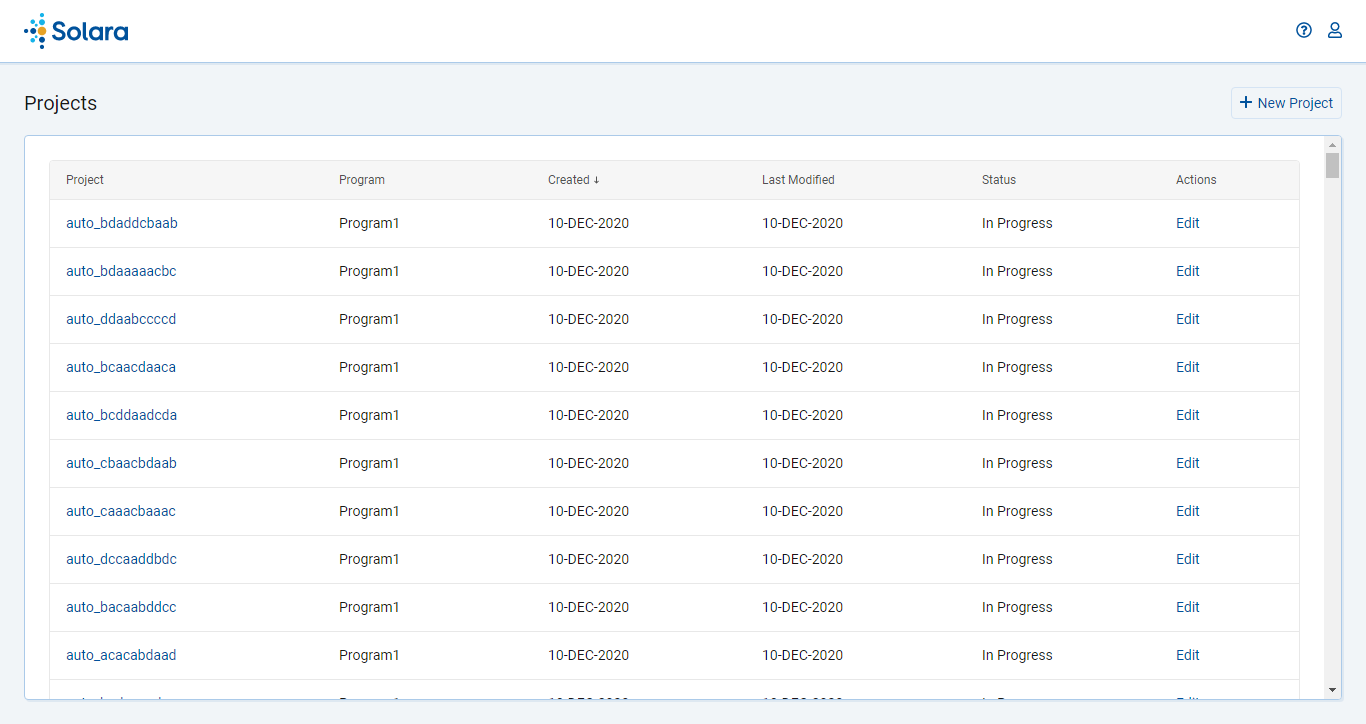 Solara
Projects
New Project
Project Program Created ↓ Last Modified Status Actions
auto_bdaddcbaab Program1 10-DEC-2020 10-DEC-2020 In Progress Edit
auto_bdaaaaacbc Program1 10-DEC-2020 10-DEC-2020 In Progress Edit
auto_ddaabccccd Program1 10-DEC-2020 10-DEC-2020 In Progress Edit
auto_bcaacdaaca Program1 10-DEC-2020 10-DEC-2020 In Progress Edit
auto_bcddaadcda Program1 10-DEC-2020 10-DEC-2020 In Progress Edit
auto_cbaacbdaab Program1 10-DEC-2020 10-DEC-2020 In Progress Edit
auto_caaacbaaac Program1 10-DEC-2020 10-DEC-2020 In Progress Edit
auto_dccaaddbdc Program1 10-DEC-2020 10-DEC-2020 In Progress Edit
auto_bacaabddcc Program1 10-DEC-2020 10-DEC-2020 In Progress Edit
auto_acacabdaad Program1 10-DEC-2020 10-DEC-2020 In Progress Edit